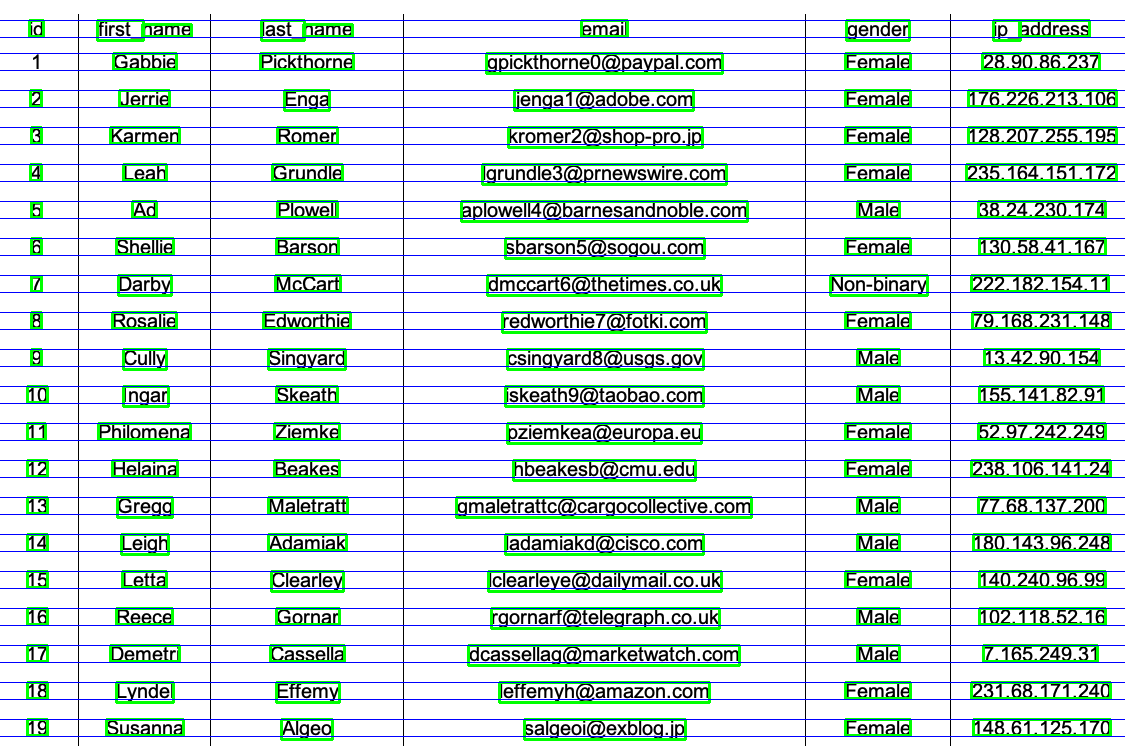 id first_name last_name email gender ip_address
1 Gabbie Pickthorne gpickthorne0@paypal.com Female 28.90.86.237
2 Jerrie Enga jenga1@adobe.com Female 176.226.213.106
3 Karmen Romer kromer2@shop-pro.jp Female 128.207.255.195
4 Leah Grundle lgrundle3@prnewswire.com Female 235.164.151.172
5 Ad Plowell aplowell4@barnesandnoble.com Male 38.24.230.174
6 Shellie Barson sbarson5@sogou.com Female 130.58.41.167
7 Darby McCart dmccart6@thetimes.co.uk Non-binary 222.182.154.11
8 Rosalie Edworthie redworthie7@fotki.com Female 79.168.231.148
9 Cully Singyard csingyard8@usgs.gov Male 13.42.90.154
10 Ingar Skeath iskeath9@taobao.com Male 155.141.82.91
11 Philomena Ziemke pziemkea@europa.eu Female 52.97.242.249
12 Helaina Beakes hbeakesb@cmu.edu Female 238.106.141.24
13 Gregg Maletratt gmaletrattc@cargocollective.com Male 77.68.137.200
14 Leigh Adamiak ladamiakd@cisco.com Male 180.143.96.248
15 Letta Clearley lclearleye@dailymail.co.uk Female 140.240.96.99
16 Reece Gornar rgornarf@telegraph.co.uk Male 102.118.52.16
17 Demetri Cassella dcassellag@marketwatch.com Male 7.165.249.31
18 Lyndel Effemy leffemyh@amazon.com Female 231.68.171.240
19 Susanna Algeo salgeoi@exblog.jp Female 148.61.125.170